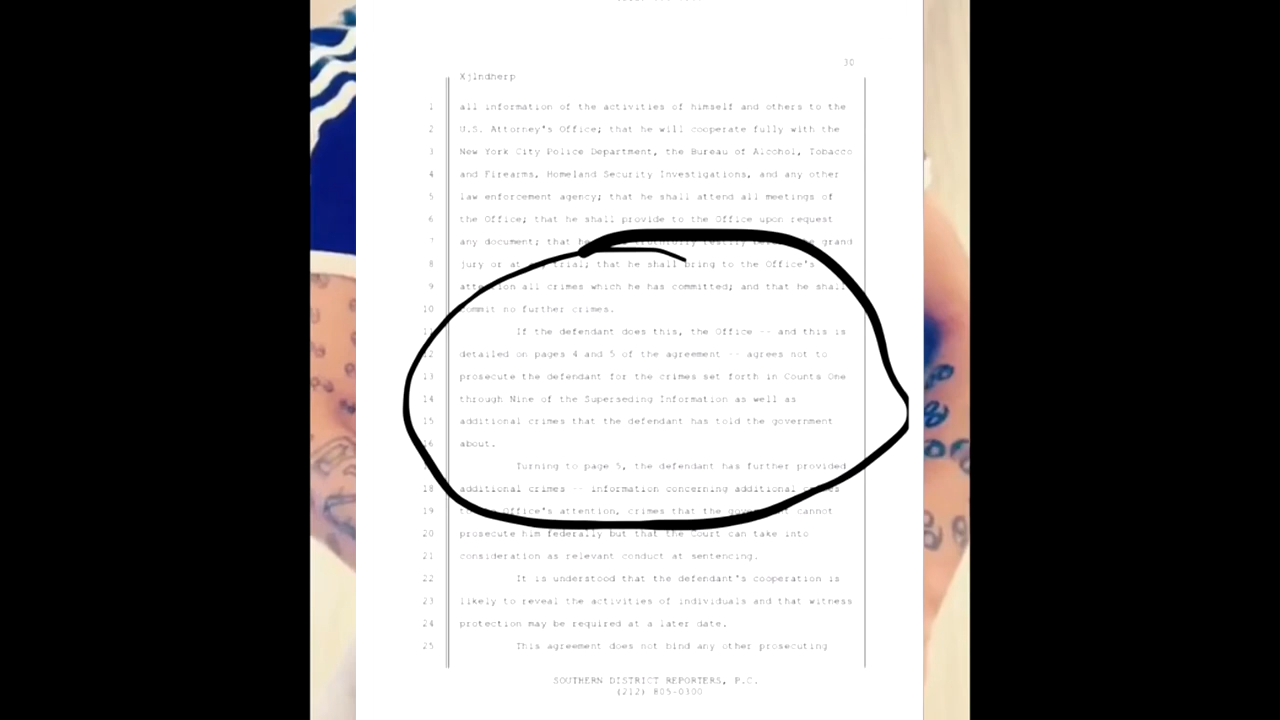 30
KjlHdherp
1 all information of the activities of himself and others to the
2 U.S. Attorney's Office; that he will cooperate fully with the
3 New York City Police Department, the Bureau of Alcohol, Tobacco
4 and Firearms, Homeland Security Investigations, and any other
5 law enforcement agency; that he shall attend all meetings of
6 the Office; that he shall provide to the Office upon request
7 any document; that he truthfully testify grand
8 jury or at any trial; that he shall bring to the Office's
9 attention all crimes which he has committed; and that he shall
10 commit no further crimes.
11 If the defendant does this, the Office -- and this is
12 detailed on pages 4 and 5 of the agreement -- agrees not to
13 prosecute the defendant for the crimes set forth in Counts One
14 through Nine of the Superseding Information as well as
15 additional crimes that the defendant has told the government
16 about.
Turning to page 5, the defendant has further provided
18 additional crimes -- information concerning additional crimes
19 Office's attention, crimes that the government cannot
20 prosecute him federally but that the Court can take into
21 consideration as relevant conduct at sentencing.
22 It is understood that the defendant's cooperation is
23 likely to reveal the activities of individuals and that witness
24 protection may be required at a later date.
25 This agreement does not bind any other prosecuting
SOUTHERN DISTRICT REPORTERS, P.C.
(212) 805-0300